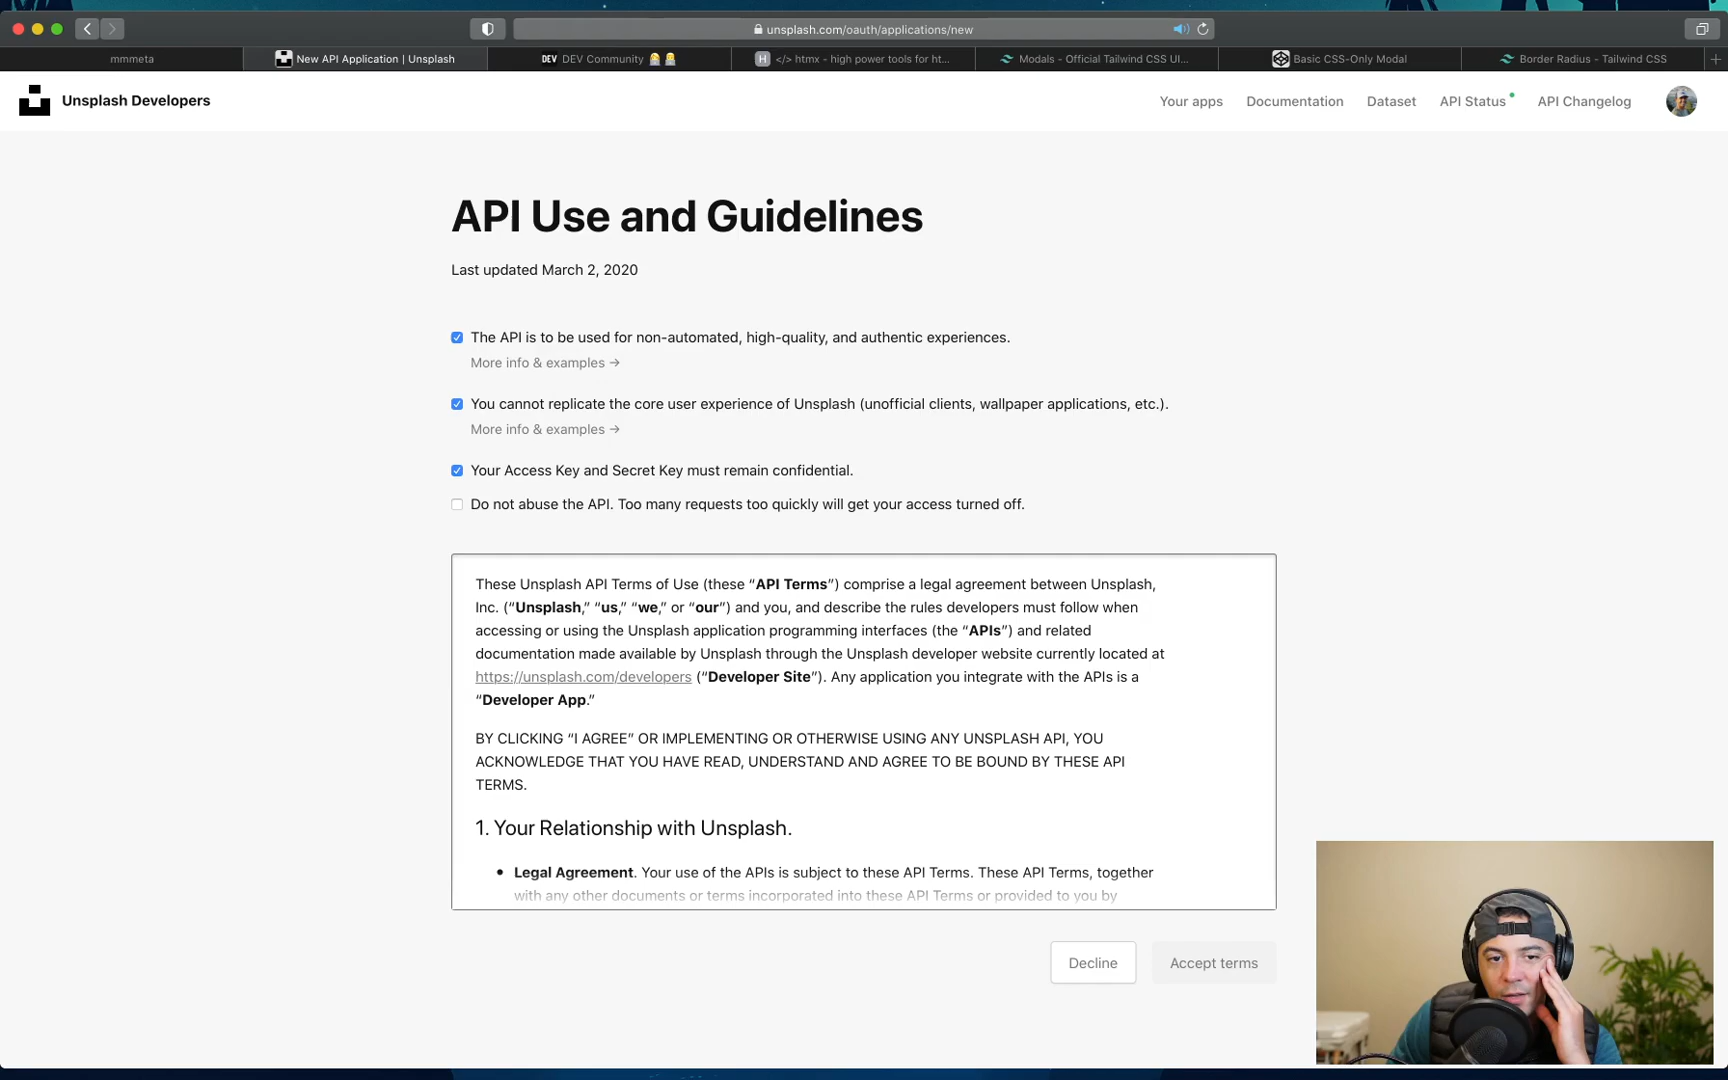 unsplash.com/oauth/applications/new
mmmeta
New API Application | Unsplash
DEV DEV Community 👩‍💻👨‍💻
H </> htmx - high power tools for ht...
Modals - Official Tailwind CSS UI...
Basic CSS-Only Modal
Border Radius - Tailwind CSS
Unsplash Developers
Your apps
Documentation
Dataset
API Status
API Changelog
API Use and Guidelines
Last updated March 2, 2020
The API is to be used for non-automated, high-quality, and authentic experiences.
More info & examples →
You cannot replicate the core user experience of Unsplash (unofficial clients, wallpaper applications, etc.).
More info & examples →
Your Access Key and Secret Key must remain confidential.
Do not abuse the API. Too many requests too quickly will get your access turned off.
These Unsplash API Terms of Use (these “API Terms”) comprise a legal agreement between Unsplash,
Inc. (“Unsplash,” “us,” “we,” or “our”) and you, and describe the rules developers must follow when
accessing or using the Unsplash application programming interfaces (the “APIs”) and related
documentation made available by Unsplash through the Unsplash developer website currently located at
https://unsplash.com/developers (“Developer Site”). Any application you integrate with the APIs is a
“Developer App.”
BY CLICKING “I AGREE” OR IMPLEMENTING OR OTHERWISE USING ANY UNSPLASH API, YOU
ACKNOWLEDGE THAT YOU HAVE READ, UNDERSTAND AND AGREE TO BE BOUND BY THESE API
TERMS.
1. Your Relationship with Unsplash.
• Legal Agreement. Your use of the APIs is subject to these API Terms. These API Terms, together
with any other documents or terms incorporated into these API Terms or provided to you by
Decline
Accept terms